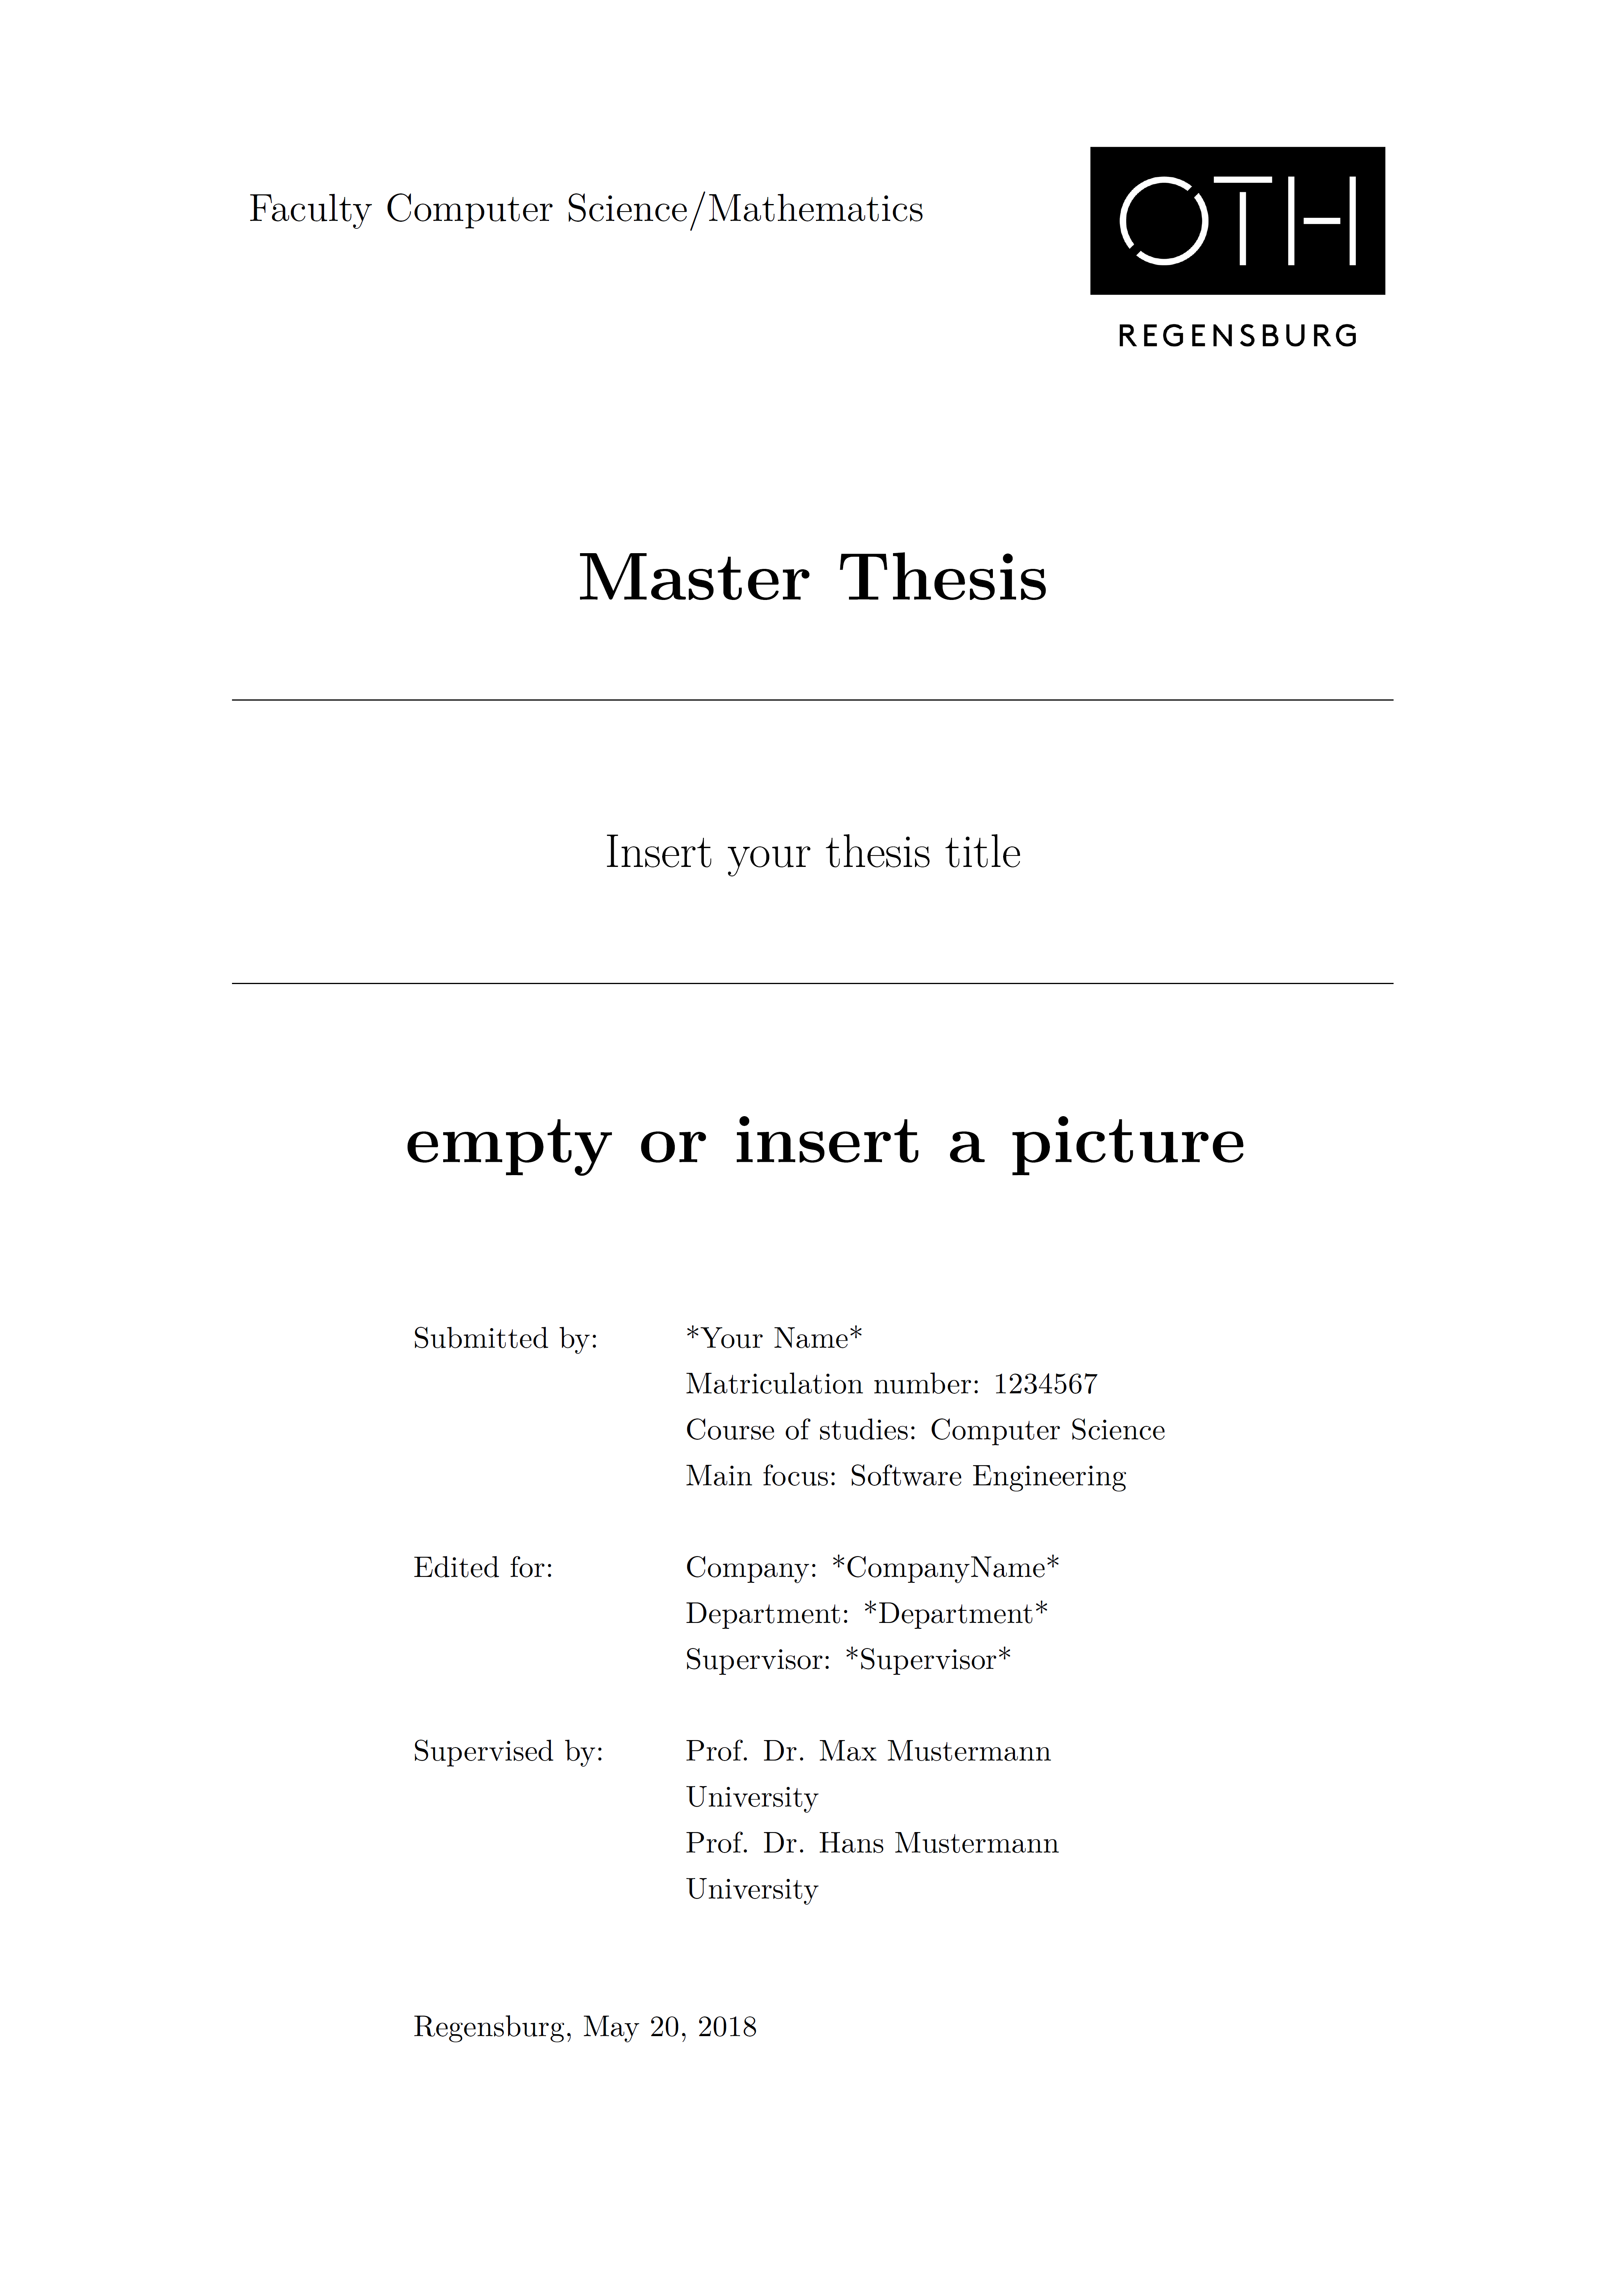 Faculty Computer Science/Mathematics
OTH
REGENSBURG
Master Thesis
Insert your thesis title
empty or insert a picture
Submitted by: *Your Name*
Matriculation number: 1234567
Course of studies: Computer Science
Main focus: Software Engineering
Edited for: Company: *CompanyName*
Department: *Department*
Supervisor: *Supervisor*
Supervised by: Prof. Dr. Max Mustermann
University
Prof. Dr. Hans Mustermann
University
Regensburg, May 20, 2018